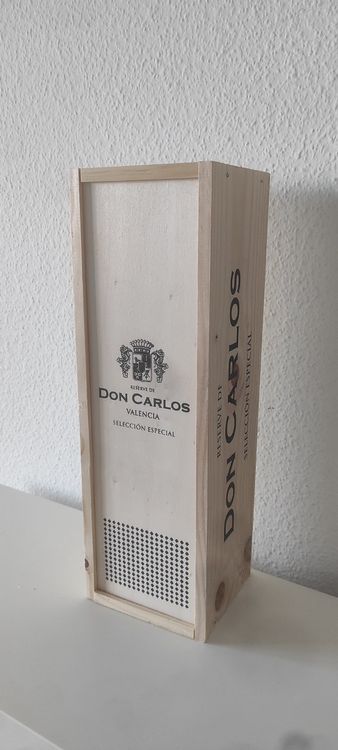 RESERVE DE
DON CARLOS
VALENCIA
SELECCIÓN ESPECIAL
RESERVE DE
DON CARLOS
SELECCIÓN ESPECIAL